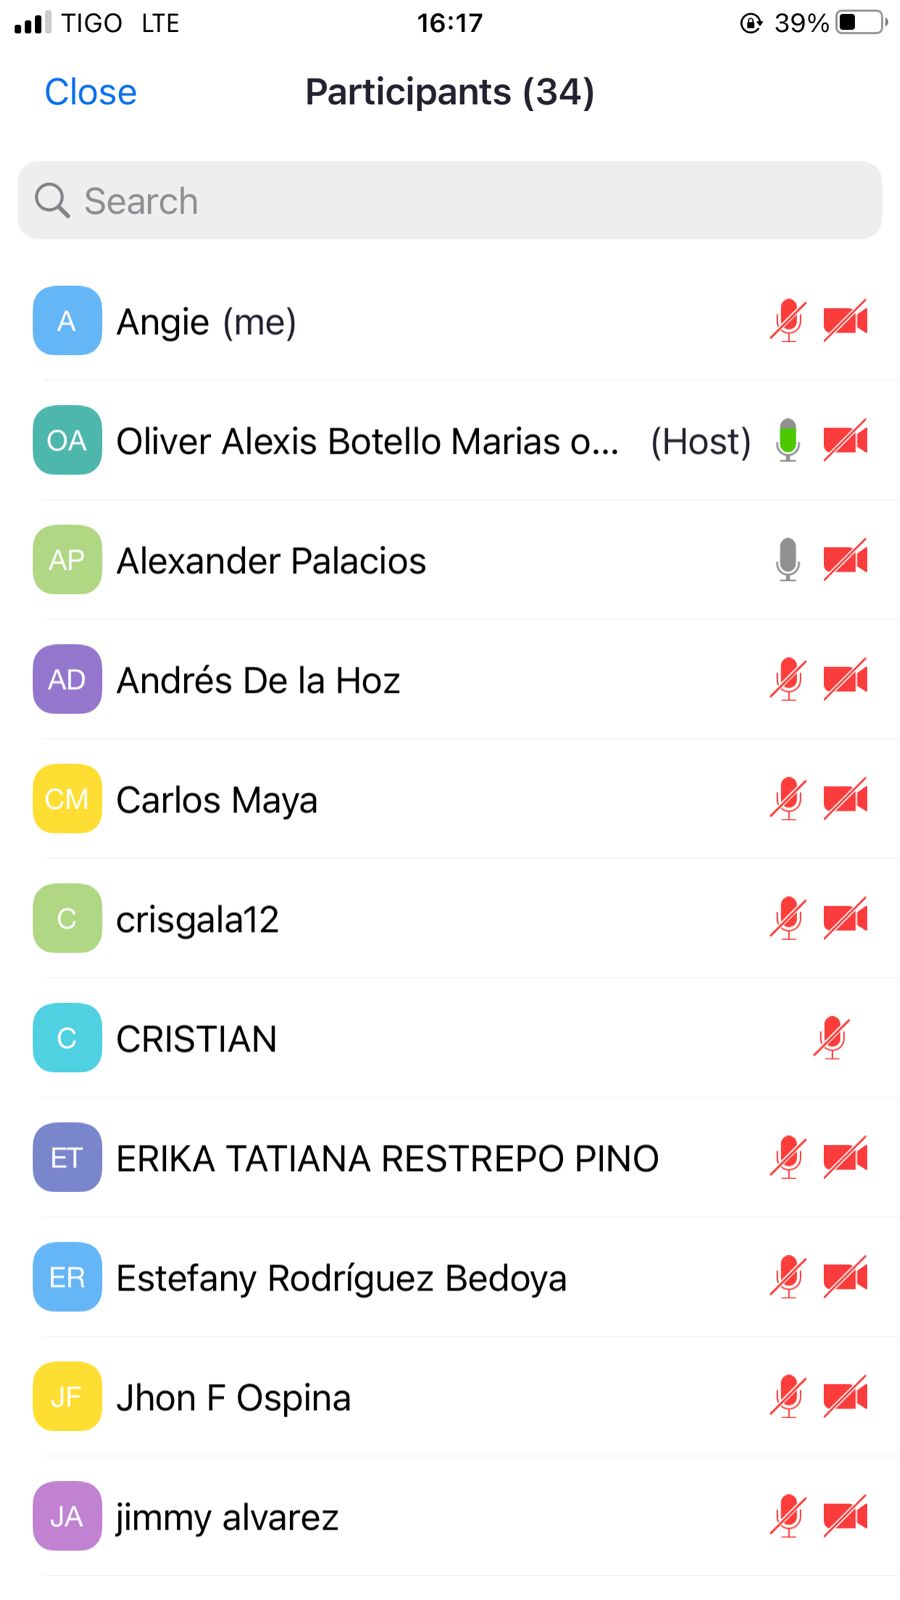 TIGO LTE 16:17 39%
Close Participants (34)
Search
A Angie (me)
OA Oliver Alexis Botello Marias o... (Host)
AP Alexander Palacios
AD Andrés De la Hoz
CM Carlos Maya
C crisgala12
C CRISTIAN
ET ERIKA TATIANA RESTREPO PINO
ER Estefany Rodríguez Bedoya
JF Jhon F Ospina
JA jimmy alvarez